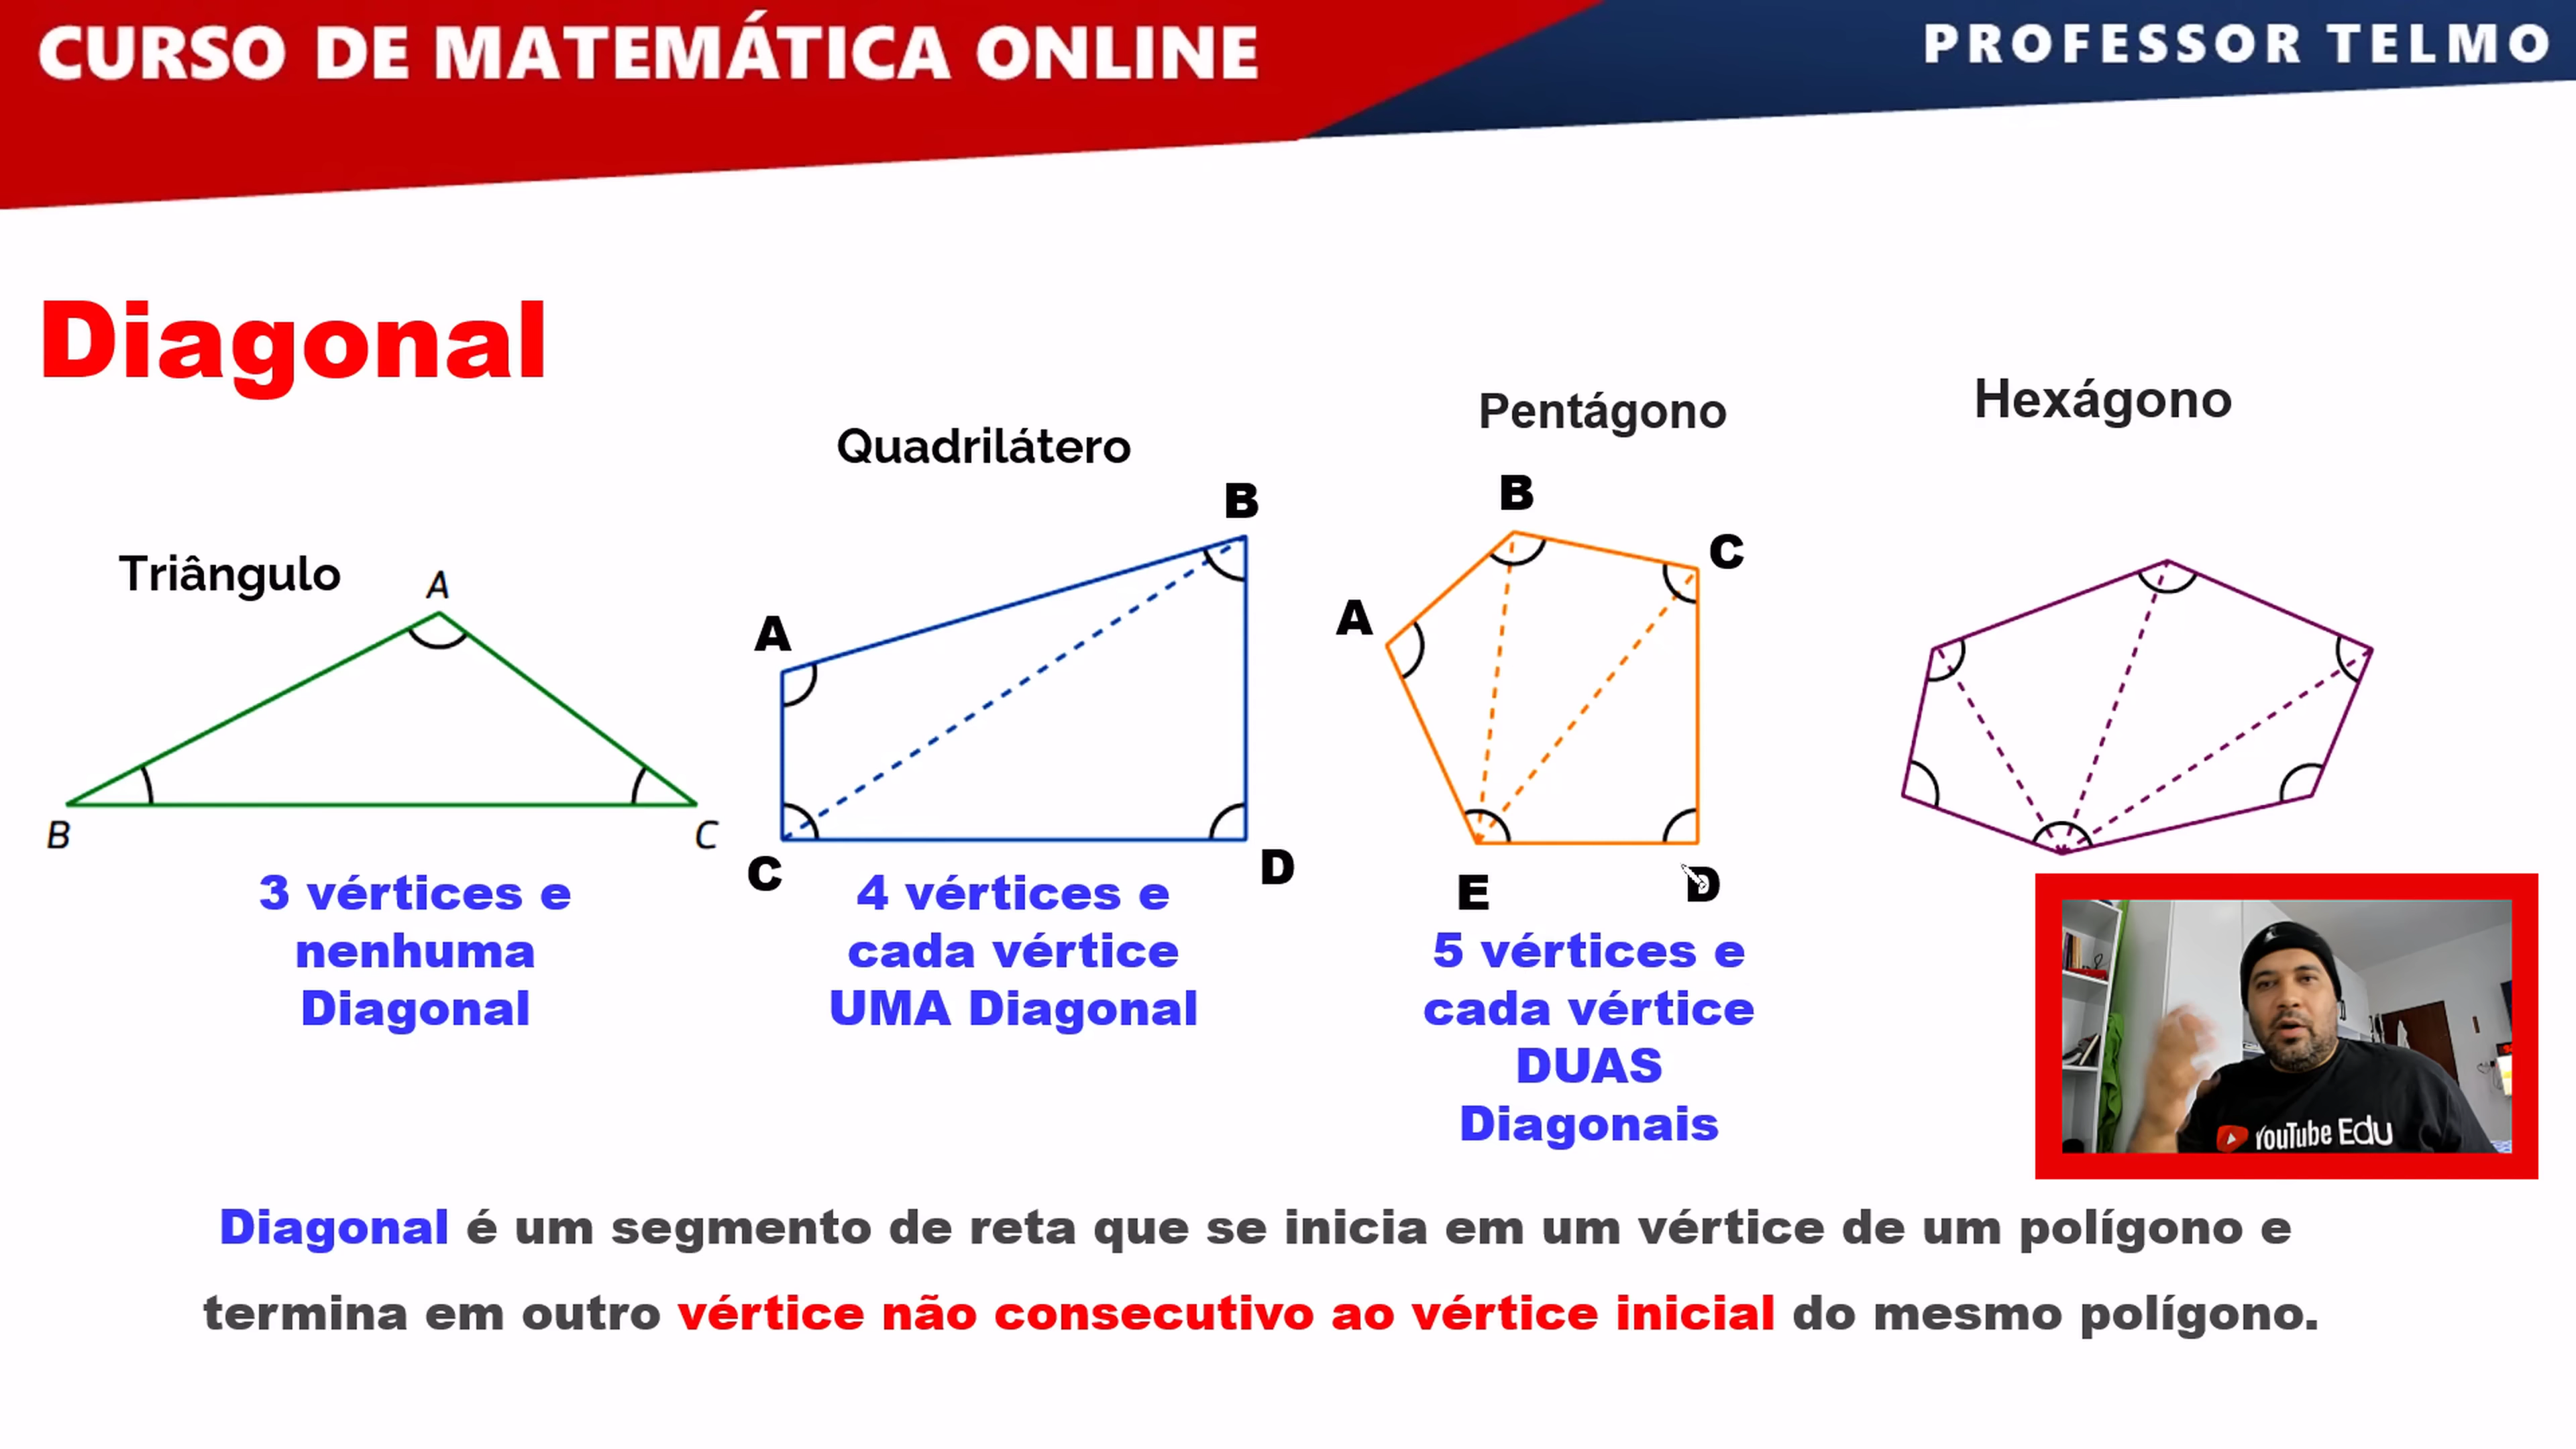 CURSO DE MATEMÁTICA ONLINE
PROFESSOR TELMO
Diagonal
Triângulo
A
B
C
3 vértices e
nenhuma
Diagonal
Quadrilátero
B
A
C
D
4 vértices e
cada vértice
UMA Diagonal
Pentágono
B
C
A
E
D
5 vértices e
cada vértice
DUAS
Diagonais
Hexágono
YouTube Edu
Diagonal é um segmento de reta que se inicia em um vértice de um polígono e
termina em outro vértice não consecutivo ao vértice inicial do mesmo polígono.